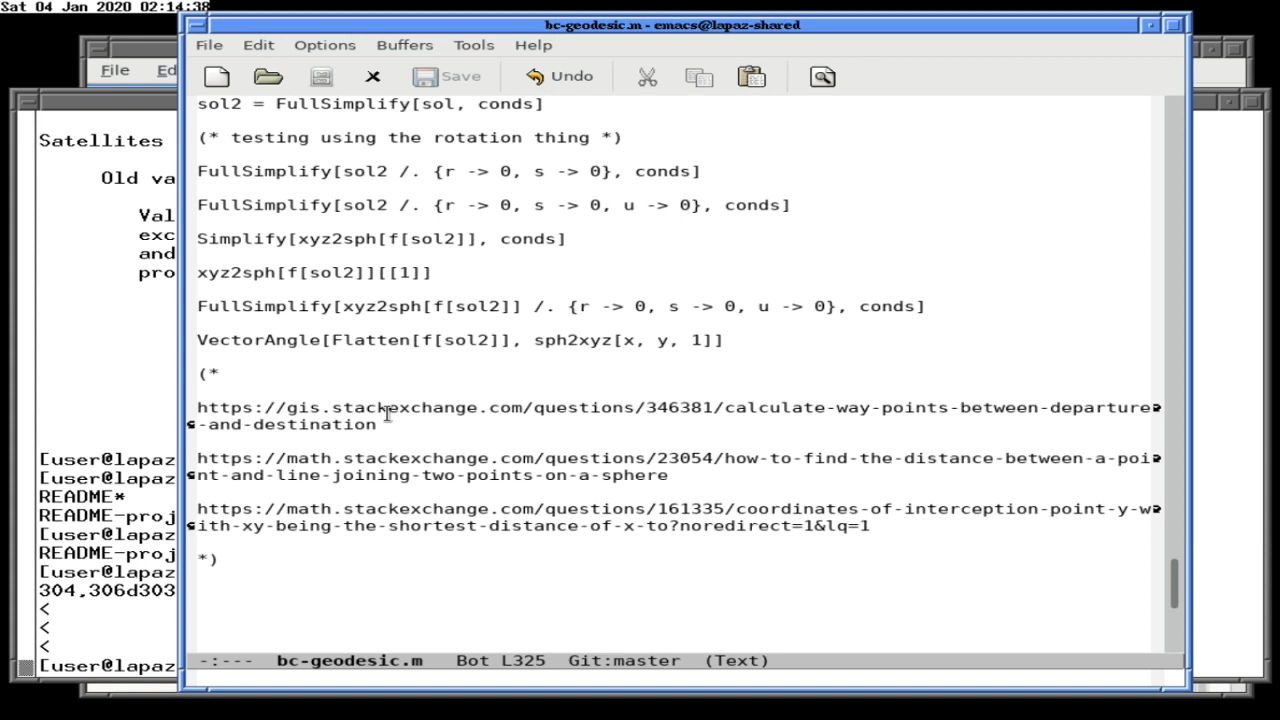 Sat 04 Jan 2020 02:14:38
bc-geodesic.m - emacs@lapaz-shared
File Edit Options Buffers Tools Help
Save Undo
File Ed
sol2 = FullSimplify[sol, conds]
(* testing using the rotation thing *)
FullSimplify[sol2 /. {r -> 0, s -> 0}, conds]
FullSimplify[sol2 /. {r -> 0, s -> 0, u -> 0}, conds]
Simplify[xyz2sph[f[sol2]], conds]
xyz2sph[f[sol2]][[1]]
FullSimplify[xyz2sph[f[sol2]] /. {r -> 0, s -> 0, u -> 0}, conds]
VectorAngle[Flatten[f[sol2]], sph2xyz[x, y, 1]]
(*
https://gis.stackexchange.com/questions/346381/calculate-way-points-between-departure
-and-destination
https://math.stackexchange.com/questions/23054/how-to-find-the-distance-between-a-poi
nt-and-line-joining-two-points-on-a-sphere
https://math.stackexchange.com/questions/161335/coordinates-of-interception-point-y-w
ith-xy-being-the-shortest-distance-of-x-to?noredirect=1&lq=1
*)
-:--- bc-geodesic.m Bot L325 Git:master (Text)
Satellites
Old va
Val
exc
and
pro
[user@lapaz
[user@lapaz
README*
README-proj
[user@lapaz
README-proj
[user@lapaz
304,306d303
<
<
<
[user@lapaz